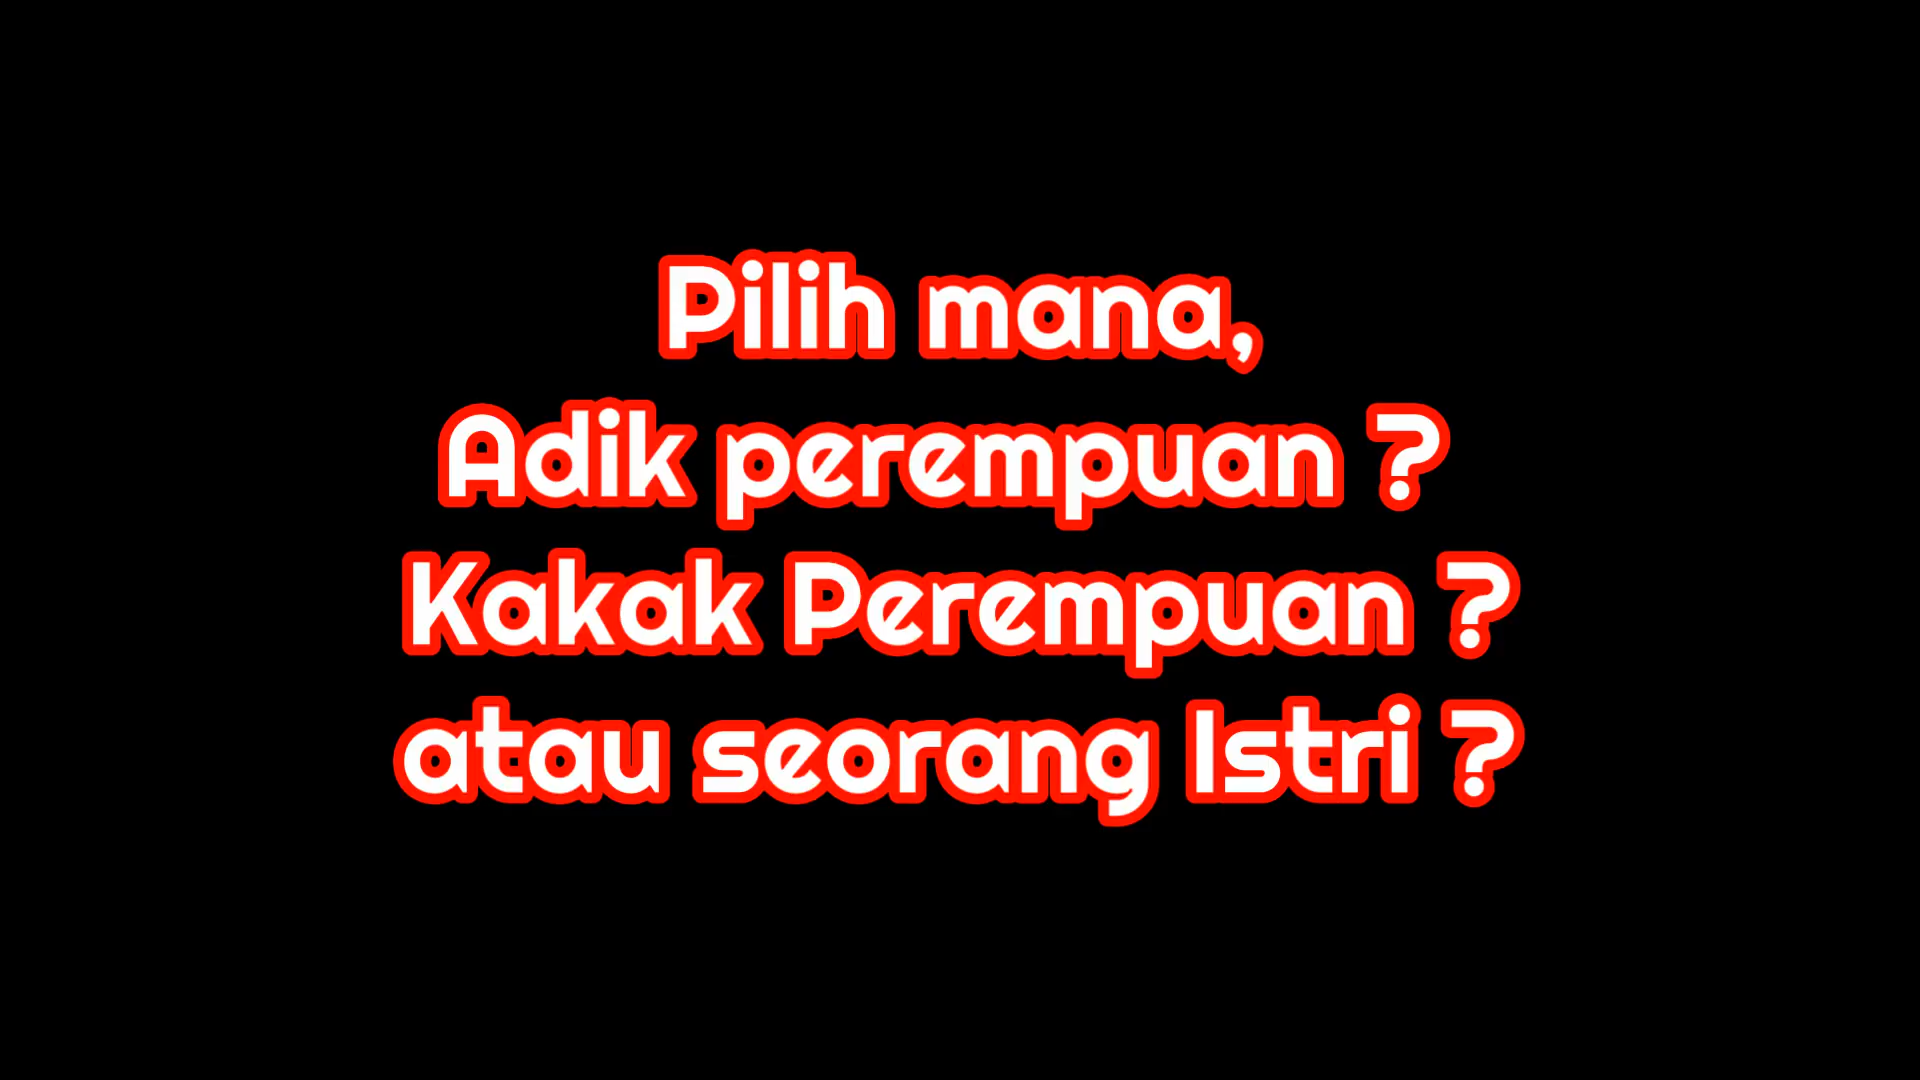 Pilih mana,
Adik perempuan ?
Kakak Perempuan ?
atau seorang Istri ?